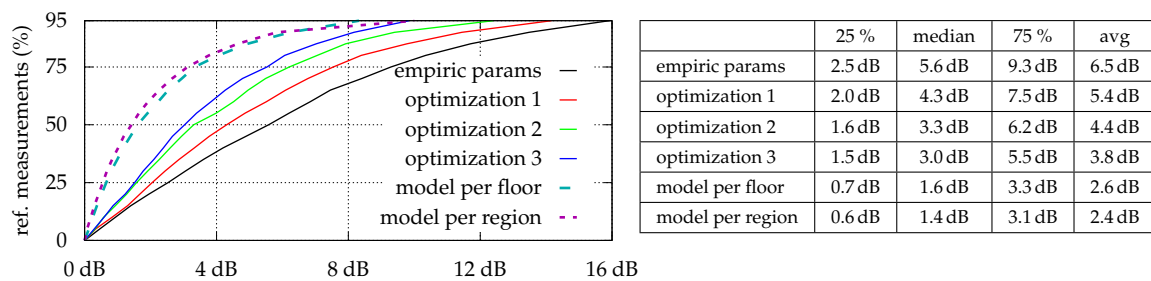 ref. measurements (%)
95
75
50
25
0
0 dB 4 dB 8 dB 12 dB 16 dB
empiric params
optimization 1
optimization 2
optimization 3
model per floor
model per region
25 % median 75 % avg
empiric params 2.5 dB 5.6 dB 9.3 dB 6.5 dB
optimization 1 2.0 dB 4.3 dB 7.5 dB 5.4 dB
optimization 2 1.6 dB 3.3 dB 6.2 dB 4.4 dB
optimization 3 1.5 dB 3.0 dB 5.5 dB 3.8 dB
model per floor 0.7 dB 1.6 dB 3.3 dB 2.6 dB
model per region 0.6 dB 1.4 dB 3.1 dB 2.4 dB